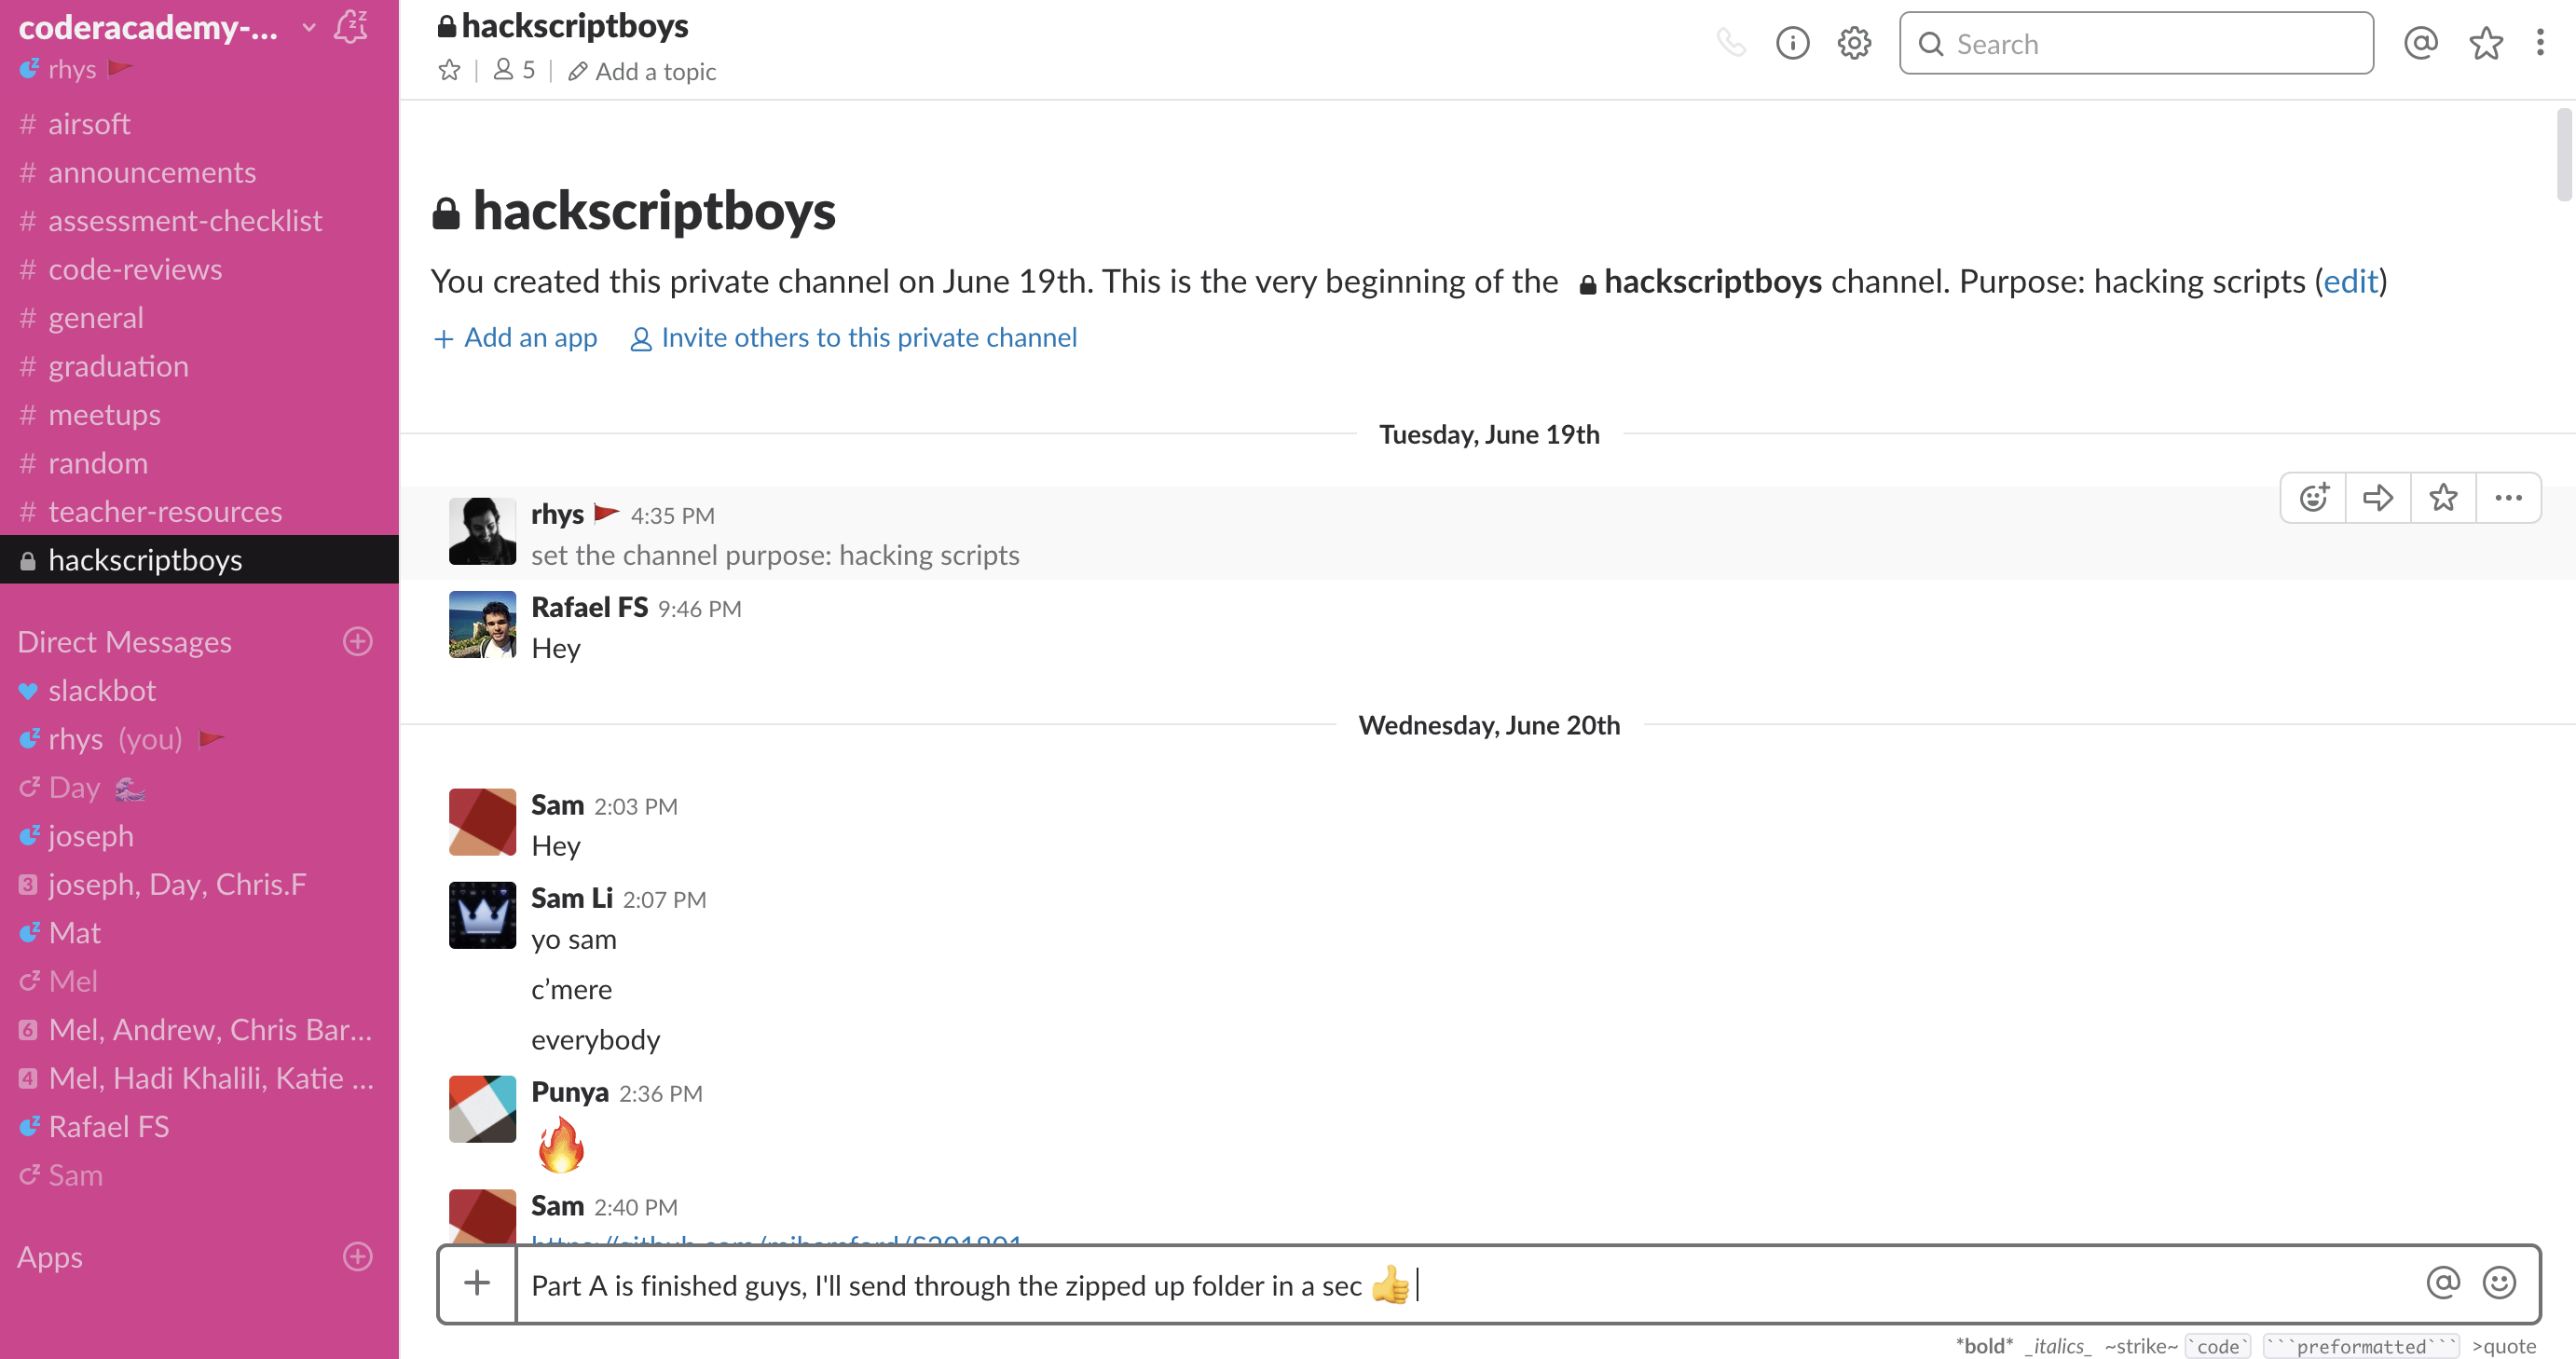 coderacademy-...
rhys
# airsoft
# announcements
# assessment-checklist
# code-reviews
# general
# graduation
# meetups
# random
# teacher-resources
hackscriptboys
Direct Messages
slackbot
rhys (you)
Day
joseph
3 joseph, Day, Chris.F
Mat
Mel
6 Mel, Andrew, Chris Bar...
4 Mel, Hadi Khalili, Katie ...
Rafael FS
Sam
Apps
hackscriptboys
5 | Add a topic
Search
hackscriptboys
You created this private channel on June 19th. This is the very beginning of the hackscriptboys channel. Purpose: hacking scripts (edit)
+ Add an app Invite others to this private channel
Tuesday, June 19th
rhys 4:35 PM
set the channel purpose: hacking scripts
Rafael FS 9:46 PM
Hey
Wednesday, June 20th
Sam 2:03 PM
Hey
Sam Li 2:07 PM
yo sam
c’mere
everybody
Punya 2:36 PM
Sam 2:40 PM
Part A is finished guys, I'll send through the zipped up folder in a sec 👍
*bold* _italics_ ~strike~ `code` ```preformatted``` >quote